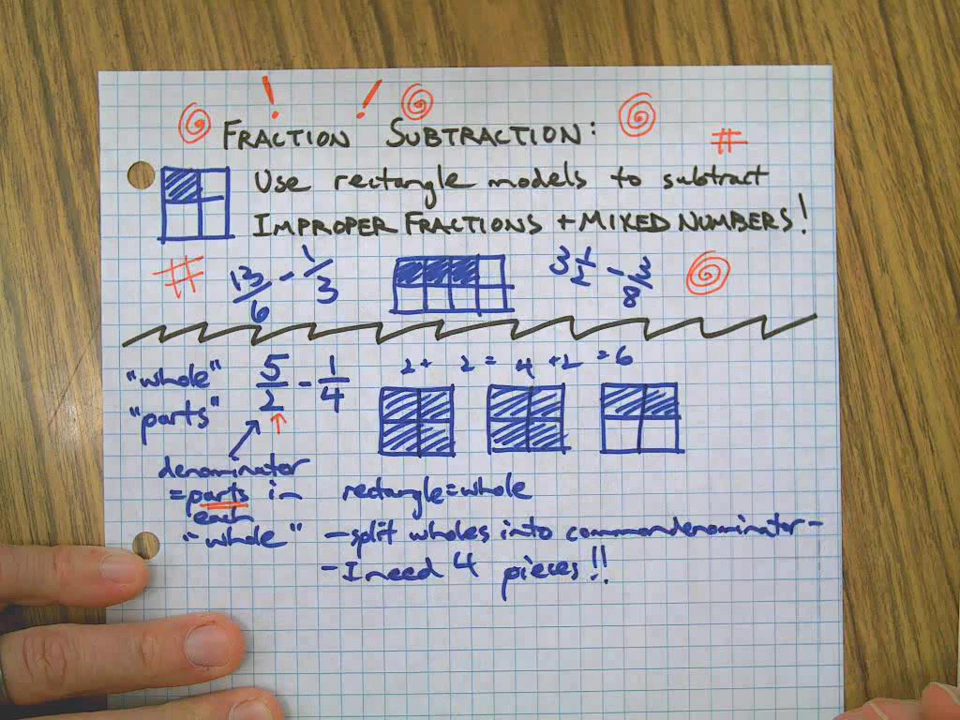 ! !
FRACTION SUBTRACTION: #
Use rectangle models to subtract
IMPROPER FRACTIONS + MIXED NUMBERS!
# 13/6 - 1/3 3 1/2 - 3/8
"whole" 5/2 - 1/4 2+ 2 = 4 +2 = 6
"parts"
denominator
=parts in
each
"whole"
rectangle=whole
-split wholes into common denominator-
-I need 4 pieces!!